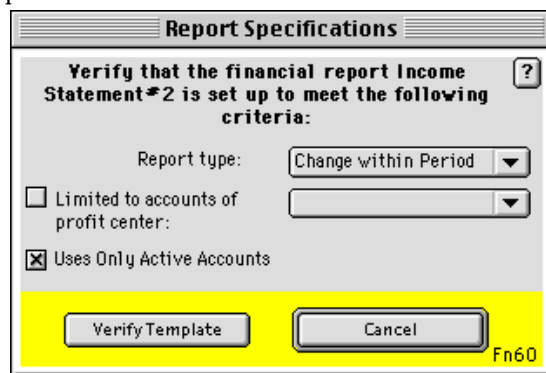 Report Specifications
Verify that the financial report Income
Statement#2 is set up to meet the following
criteria:
?
Report type: Change within Period
Limited to accounts of
profit center:
Uses Only Active Accounts
Verify Template Cancel
Fn60